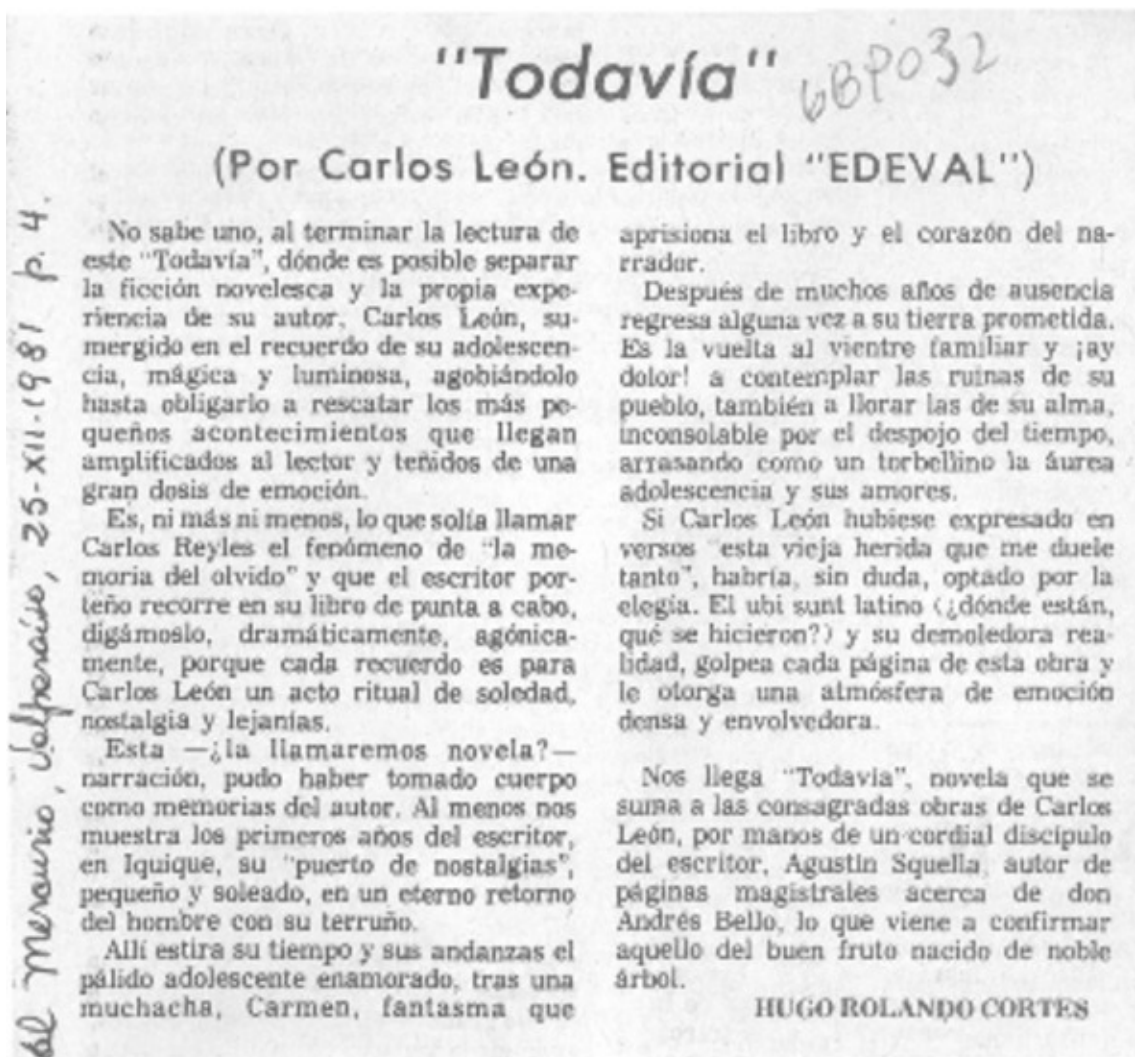 "Todavía"
6BP032
(Por Carlos León. Editorial "EDEVAL")
No sabe uno, al terminar la lectura de
este "Todavía", dónde es posible separar
la ficción novelesca y la propia expe-
riencia de su autor, Carlos León, su-
mergido en el recuerdo de su adolescen-
cia, mágica y luminosa, agobiándolo
hasta obligarlo a rescatar los más pe-
queños acontecimientos que llegan
amplificados al lector y teñidos de una
gran dosis de emoción.
Es, ni más ni menos, lo que solía llamar
Carlos Reyles el fenómeno de "la me-
moria del olvido" y que el escritor por-
teño recorre en su libro de punta a cabo,
digámoslo, dramáticamente, agónica-
mente, porque cada recuerdo es para
Carlos León un acto ritual de soledad,
nostalgia y lejanías.
Esta —¿la llamaremos novela?—
narración, pudo haber tomado cuerpo
como memorias del autor. Al menos nos
muestra los primeros años del escritor,
en Iquique, su "puerto de nostalgias",
pequeño y soleado, en un eterno retorno
del hombre con su terruño.
Allí estira su tiempo y sus andanzas el
pálido adolescente enamorado, tras una
muchacha, Carmen, fantasma que
aprisiona el libro y el corazón del na-
rrador.
Después de muchos años de ausencia
regresa alguna vez a su tierra prometida.
Es la vuelta al vientre familiar y ¡ay
dolor! a contemplar las ruinas de su
pueblo, también a llorar las de su alma,
inconsolable por el despojo del tiempo,
arrasando como un torbellino la áurea
adolescencia y sus amores.
Si Carlos León hubiese expresado en
versos "esta vieja herida que me duele
tanto", habría, sin duda, optado por la
elegía. El ubi sunt latino (¿dónde están,
qué se hicieron?) y su demoledora rea-
lidad, golpea cada página de esta obra y
le otorga una atmósfera de emoción
densa y envolvedora.
Nos llega "Todavía", novela que se
suma a las consagradas obras de Carlos
León, por manos de un cordial discípulo
del escritor, Agustín Squella, autor de
páginas magistrales acerca de don
Andrés Bello, lo que viene a confirmar
aquello del buen fruto nacido de noble
árbol.
HUGO ROLANDO CORTES
Mercurio, Valparaíso, 25-XII-1981 p. 4.